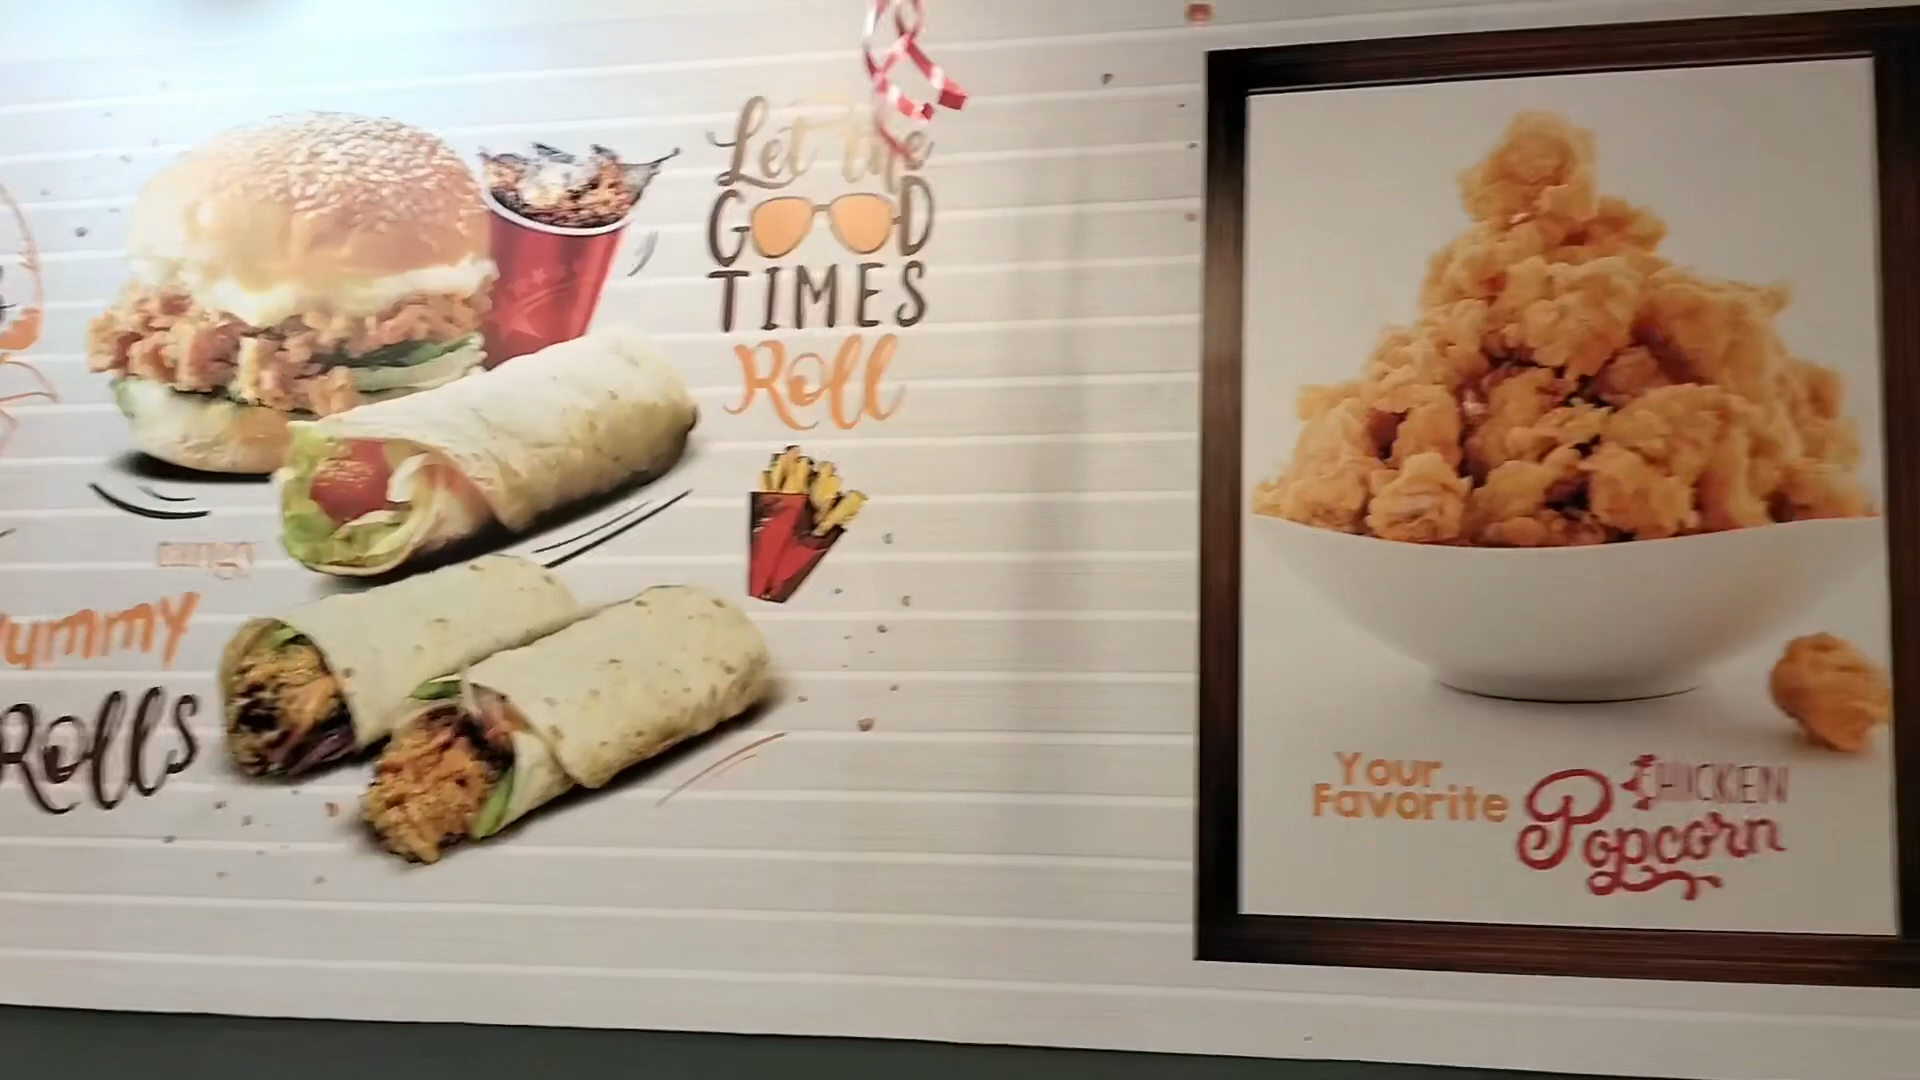 Let the
GOOD
TIMES
Roll
Yummy
Rolls
Your
Favorite
CHICKEN
Popcorn